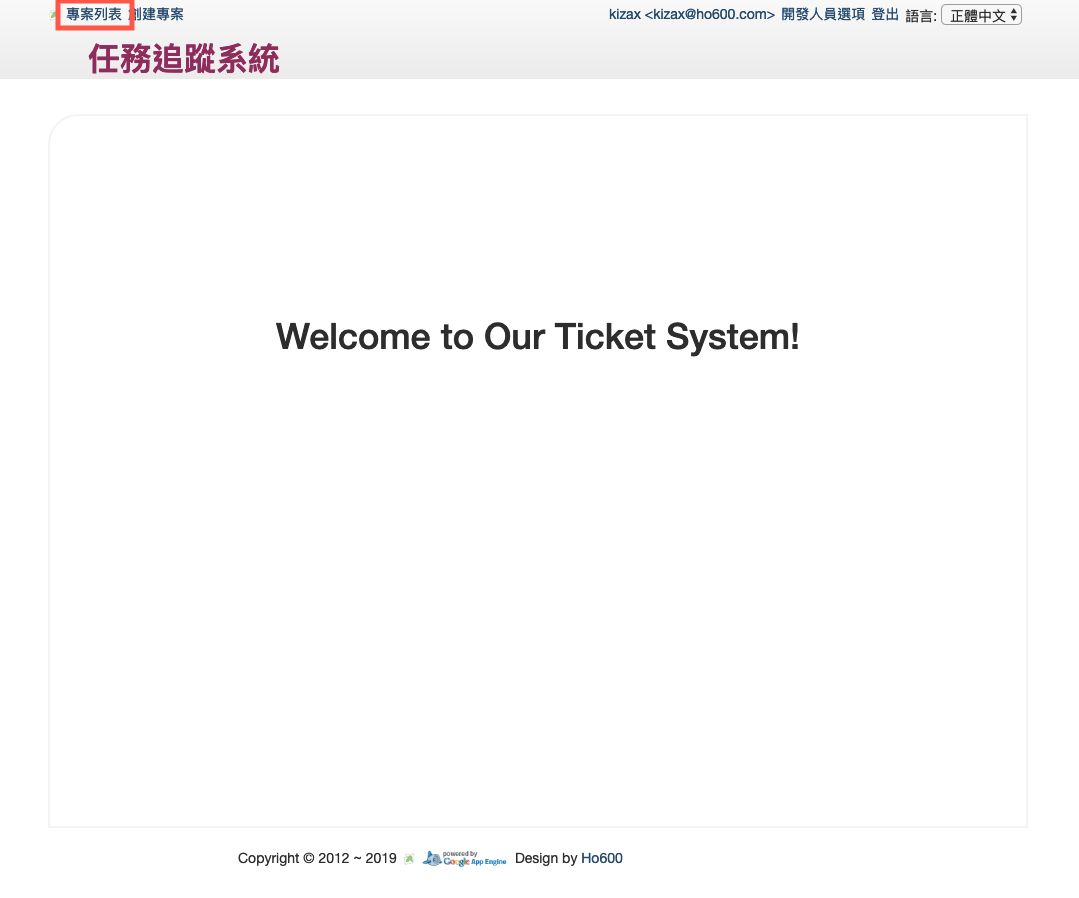 專案列表 創建專案 kizax <kizax@ho600.com> 開發人員選項 登出 語言: 正體中文
任務追蹤系統
Welcome to Our Ticket System!
Copyright © 2012 ~ 2019 powered by Google App Engine Design by Ho600